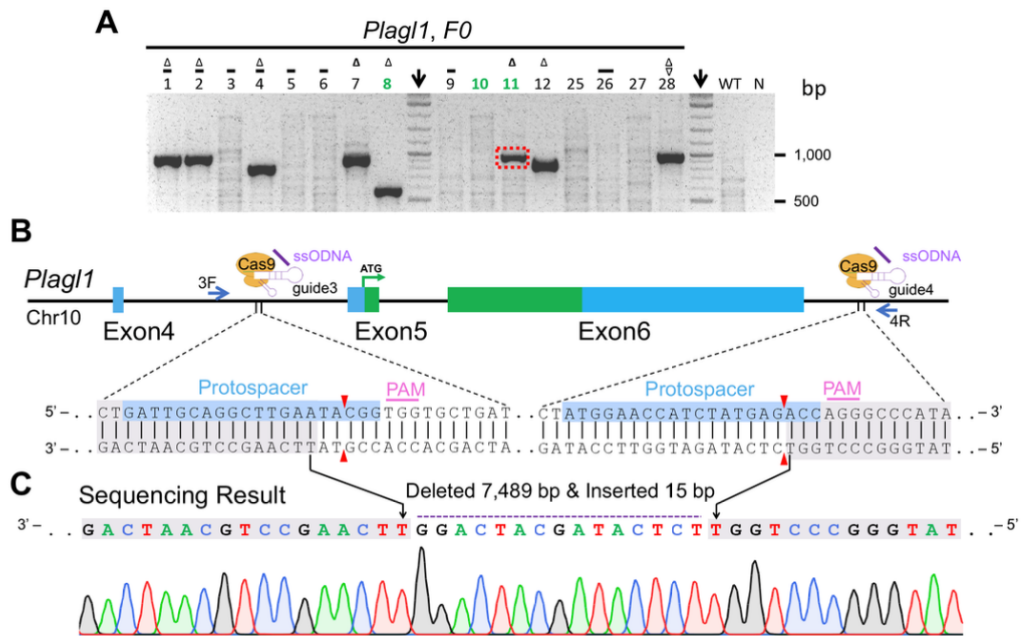 A
Plagl1, F0
1 2 3 4 5 6 7 8 9 10 11 12 25 26 27 28 WT N
bp
1,000
500
B
Plagl1
Chr10
3F
Cas9
ssODNA
guide3
ATG
Cas9
ssODNA
guide4
4R
Exon4
Exon5
Exon6
Protospacer PAM Protospacer PAM
5' – . . CTGATTGCAGGCTTGAATACGGTGGTGCTGAT . . CTATGGAACCATCTATGAGACCAGGGCCCATA . . – 3'
3' – . . GACTAACGTCCGAACTTATGCCACCACGACTA . . GATACCTTGGTAGATACTCTGGTCCCGGGTAT . . – 5'
C
Sequencing Result
Deleted 7,489 bp & Inserted 15 bp
3' – . . GACTAACGTCCGAACTTGGACTACGATACTCTTGGTCCCGGGTAT . . – 5'